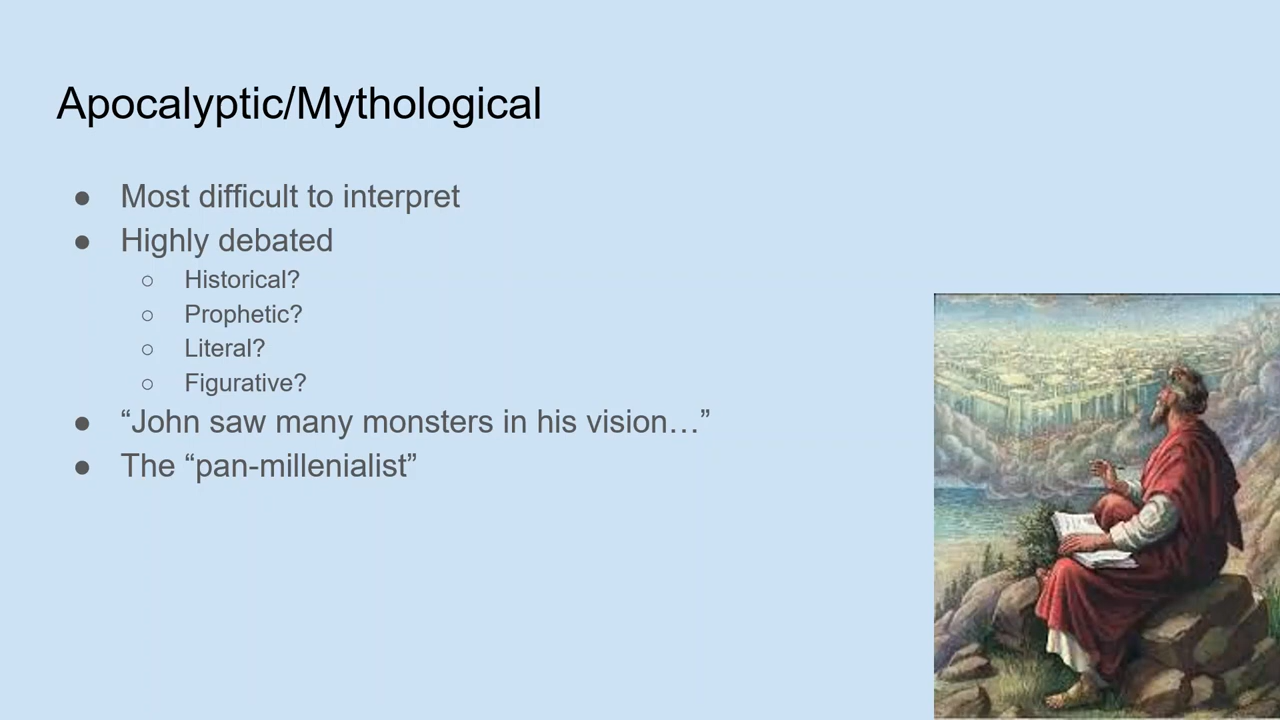 Apocalyptic/Mythological
● Most difficult to interpret
● Highly debated
○ Historical?
○ Prophetic?
○ Literal?
○ Figurative?
● “John saw many monsters in his vision…”
● The “pan-millenialist”